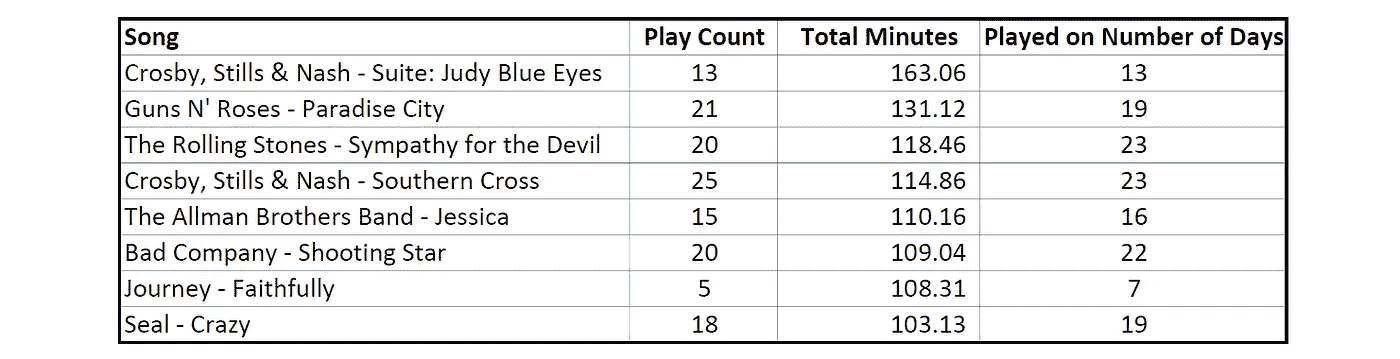 Song Play Count Total Minutes Played on Number of Days
Crosby, Stills & Nash - Suite: Judy Blue Eyes 13 163.06 13
Guns N' Roses - Paradise City 21 131.12 19
The Rolling Stones - Sympathy for the Devil 20 118.46 23
Crosby, Stills & Nash - Southern Cross 25 114.86 23
The Allman Brothers Band - Jessica 15 110.16 16
Bad Company - Shooting Star 20 109.04 22
Journey - Faithfully 5 108.31 7
Seal - Crazy 18 103.13 19